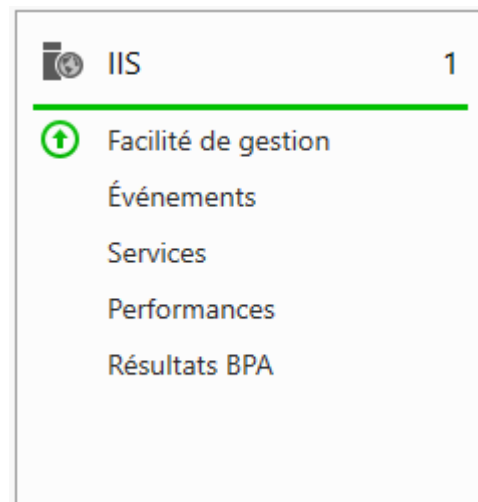 IIS 1
Facilité de gestion
Événements
Services
Performances
Résultats BPA